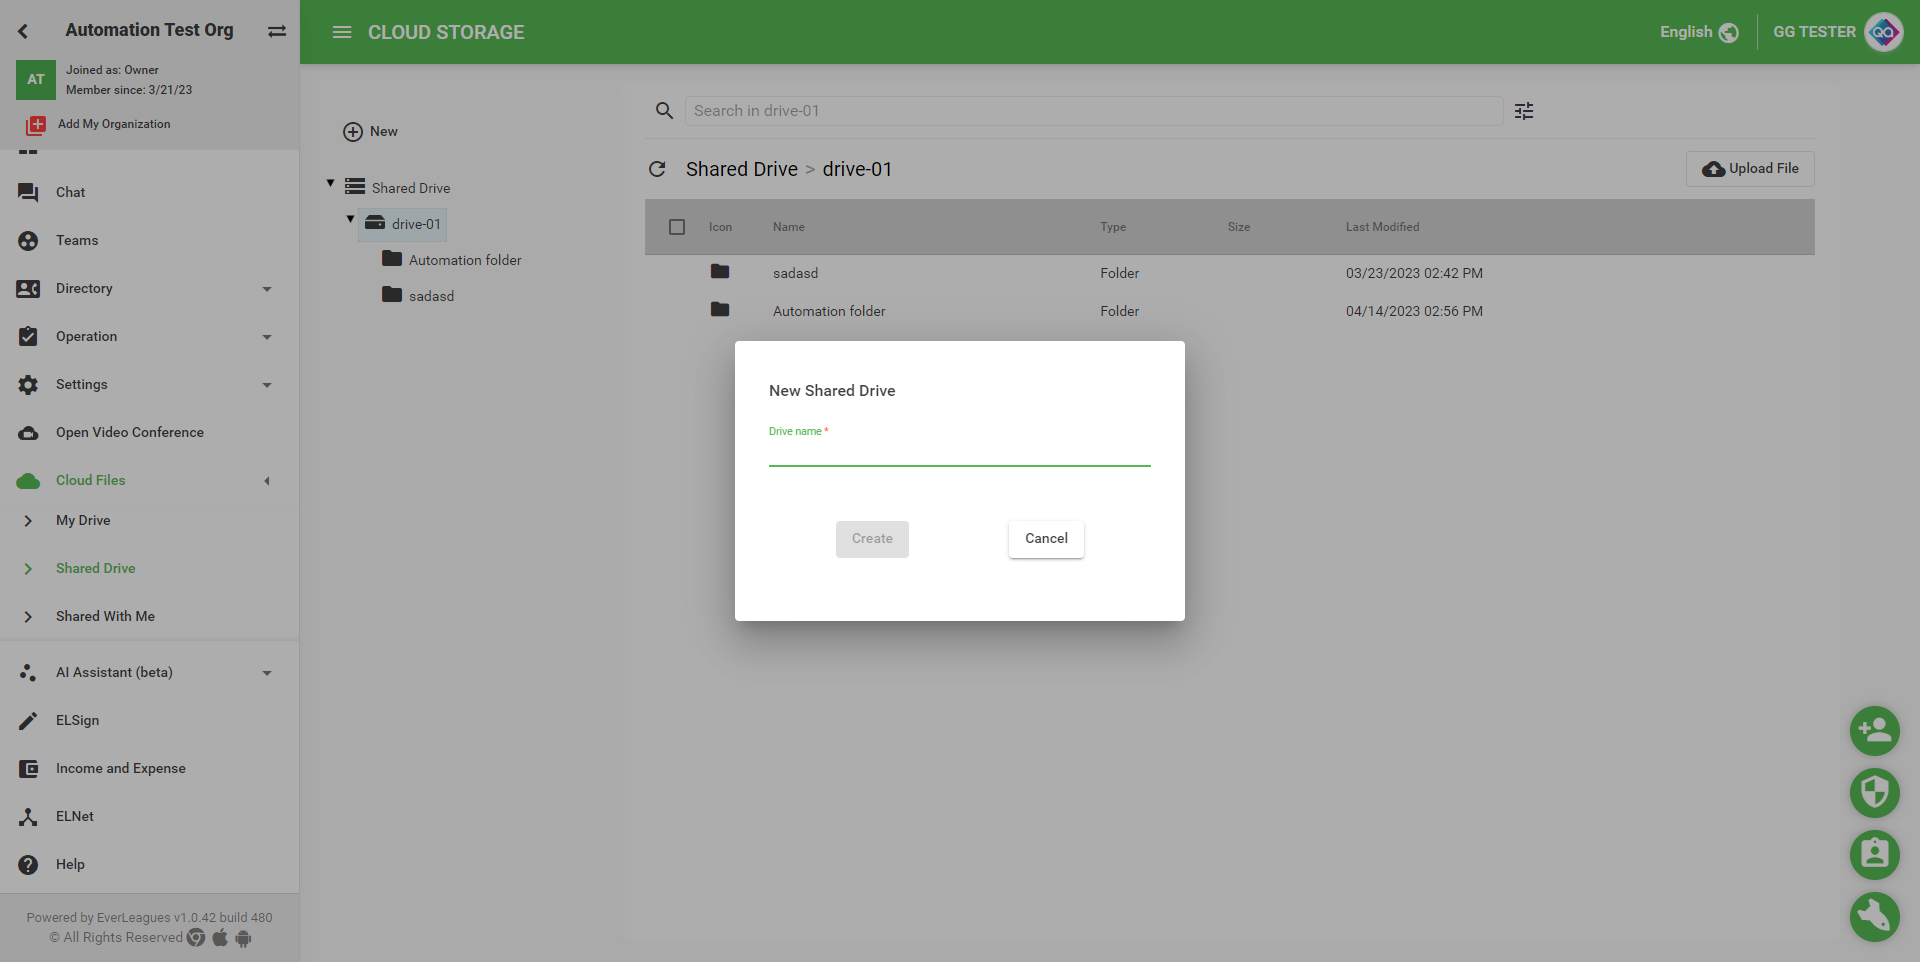 Automation Test Org
AT
Joined as: Owner
Member since: 3/21/23
Add My Organization
Chat
Teams
Directory
Operation
Settings
Open Video Conference
Cloud Files
My Drive
Shared Drive
Shared With Me
AI Assistant (beta)
ELSign
Income and Expense
ELNet
Help
Powered by EverLeagues v1.0.42 build 480
© All Rights Reserved
CLOUD STORAGE
English
GG TESTER
QA
New
Shared Drive
drive-01
Automation folder
sadasd
Search in drive-01
Shared Drive > drive-01
Upload File
Icon Name Type Size Last Modified
sadasd Folder 03/23/2023 02:42 PM
Automation folder Folder 04/14/2023 02:56 PM
New Shared Drive
Drive name *
Create
Cancel